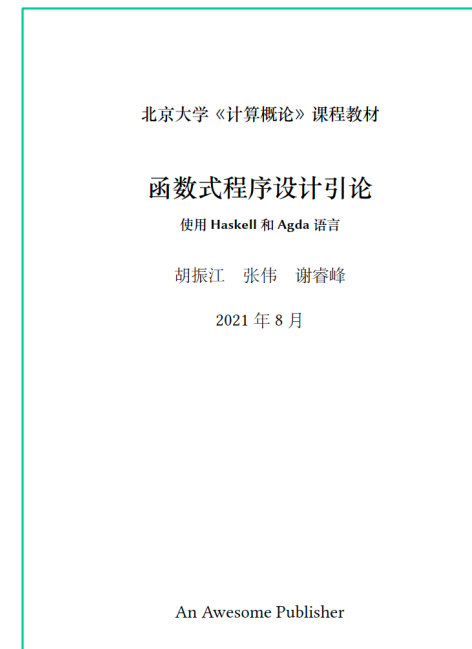 北京大学《计算概论》课程教材
函数式程序设计引论
使用 Haskell 和 Agda 语言
胡振江 张伟 谢睿峰
2021 年 8 月
An Awesome Publisher